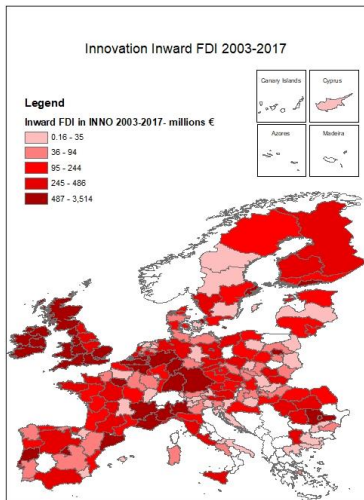 Innovation Inward FDI 2003-2017
Canary Islands
Cyprus
Azores
Madeira
Legend
Inward FDI in INNO 2003-2017- millions €
0.16 - 35
36 - 94
95 - 244
245 - 486
487 - 3,514